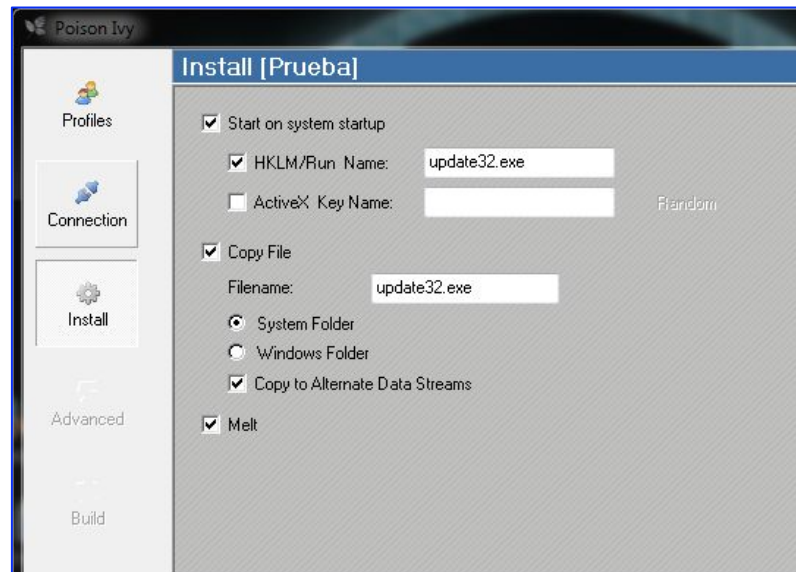 Poison Ivy
Install [Prueba]
Profiles
Start on system startup
HKLM/Run Name: update32.exe
ActiveX Key Name: Random
Connection
Copy File
Filename: update32.exe
System Folder
Install
Windows Folder
Copy to Alternate Data Streams
Advanced
Melt
Build